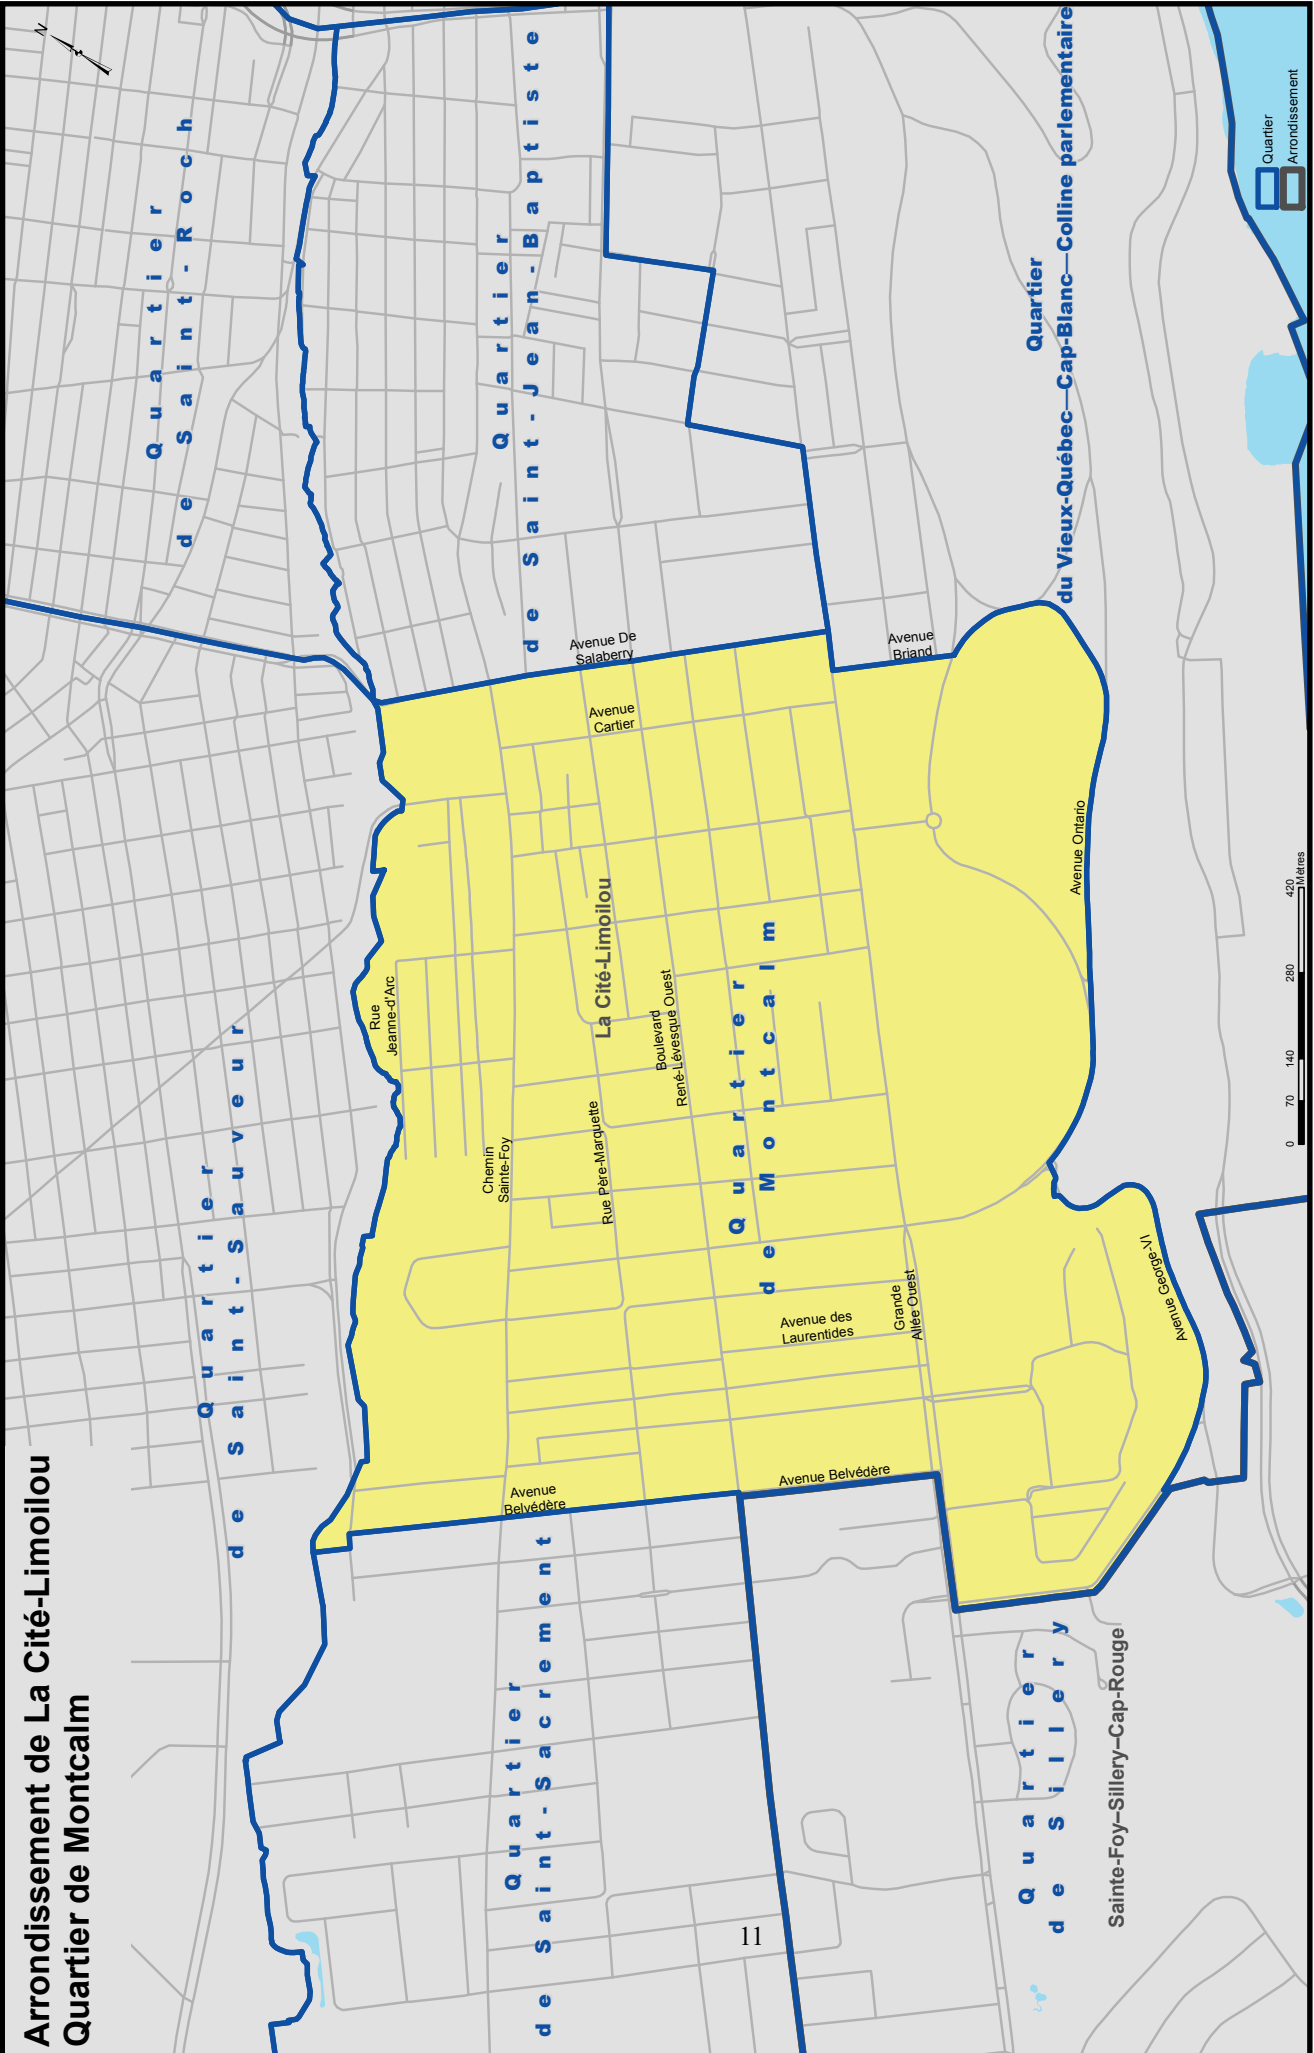 Arrondissement de La Cité-Limoilou
Quartier de Montcalm
N
Quartier
de Saint-Sauveur
Quartier
de Saint-Roch
Quartier
de Saint-Sacrement
Quartier
de Saint-Jean-Baptiste
Rue
Jeanne-d'Arc
Chemin
Sainte-Foy
Avenue
Belvédère
Rue Père-Marquette
La Cité-Limoilou
Avenue
Cartier
Avenue De
Salaberry
Boulevard
René-Lévesque Ouest
Quartier
de Montcalm
Avenue Belvédère
Avenue des
Laurentides
Grande
Allée Ouest
Avenue
Briand
Quartier
de Sillery
Sainte-Foy–Sillery–Cap-Rouge
Avenue George-VI
Avenue Ontario
Quartier
du Vieux-Québec—Cap-Blanc—Colline parlementaire
Quartier
Arrondissement
0 70 140 280 420
Mètres
11